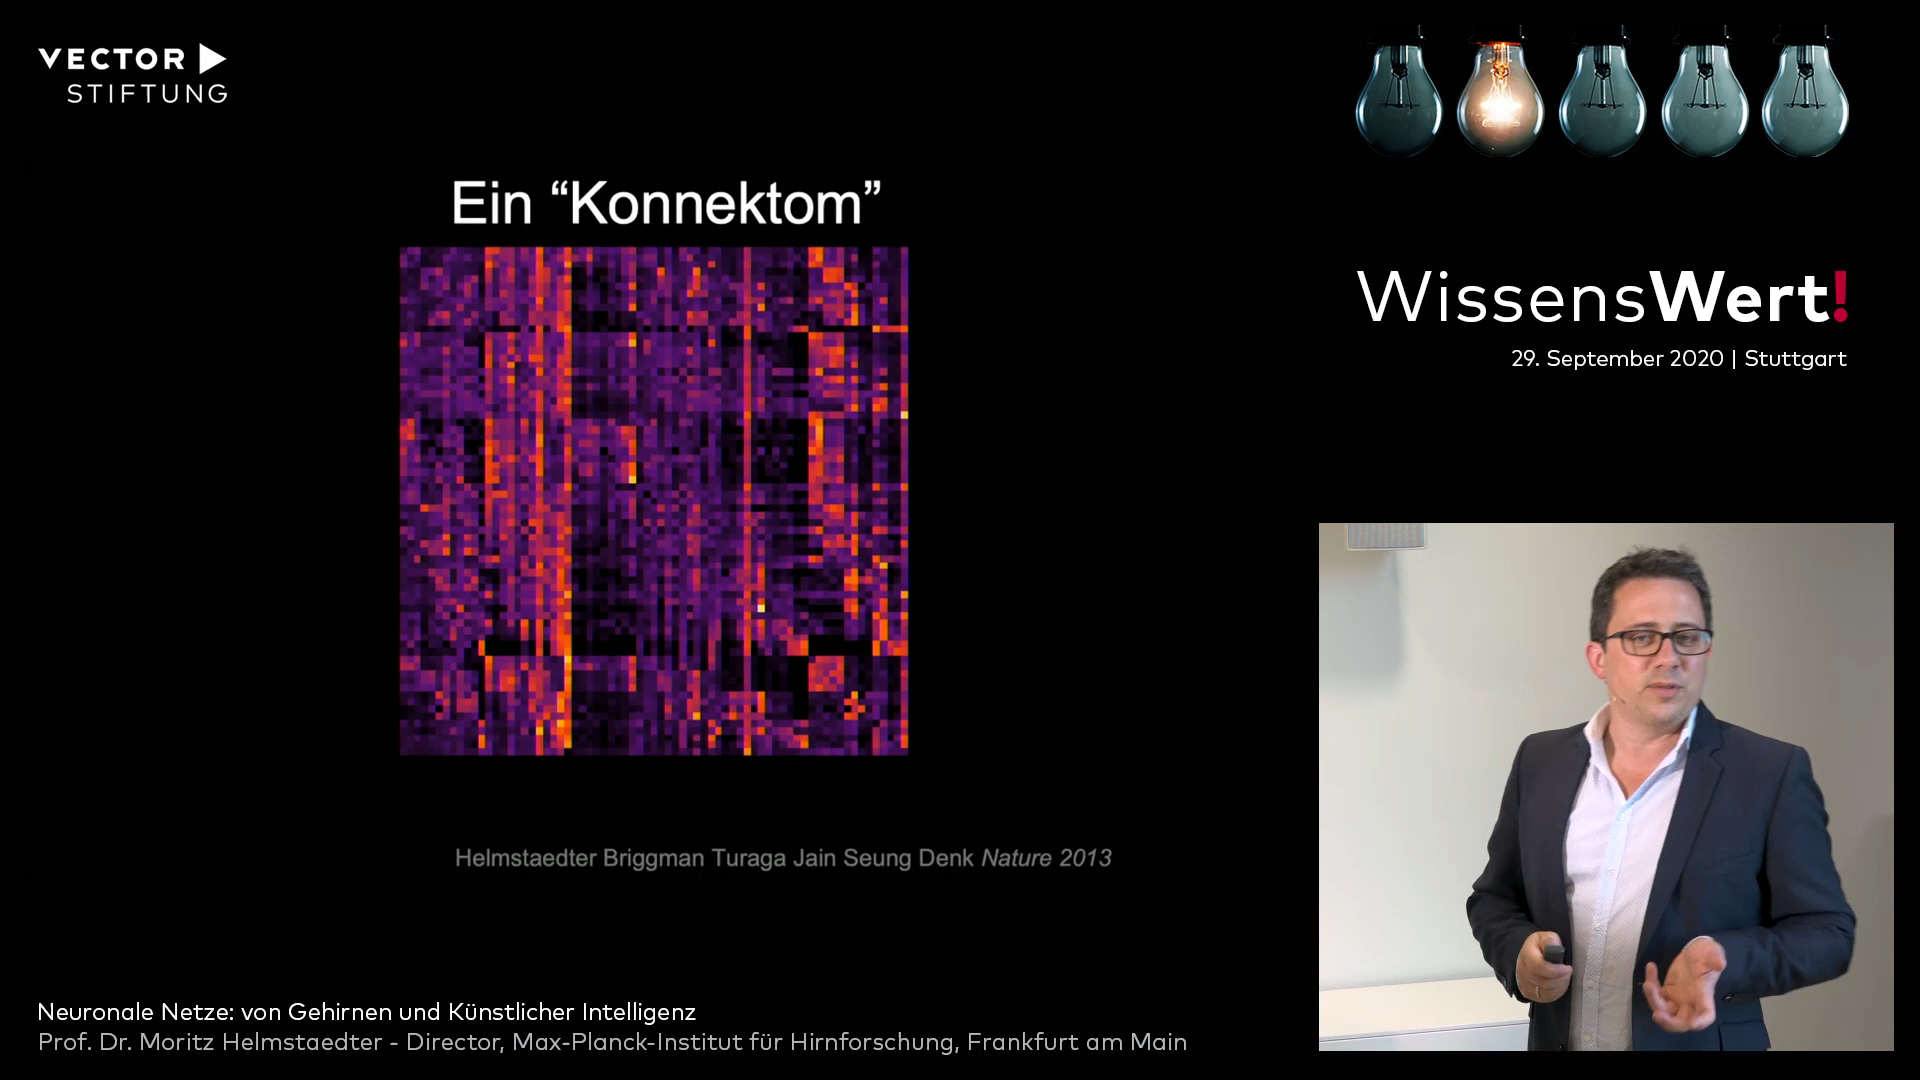 VECTOR
STIFTUNG
Ein “Konnektom”
WissensWert!
29. September 2020 | Stuttgart
Helmstaedter Briggman Turaga Jain Seung Denk Nature 2013
Neuronale Netze: von Gehirnen und Künstlicher Intelligenz
Prof. Dr. Moritz Helmstaedter - Director, Max-Planck-Institut für Hirnforschung, Frankfurt am Main